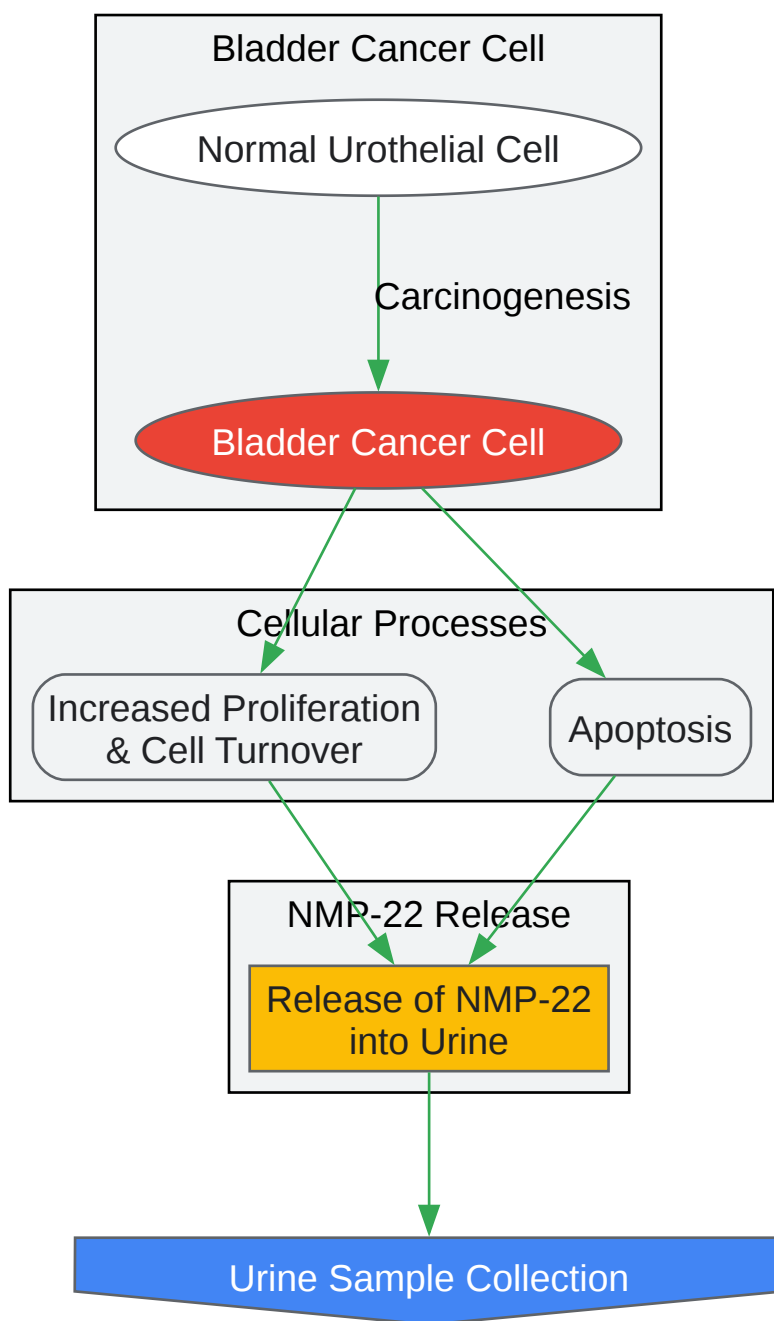 Bladder Cancer Cell
Normal Urothelial Cell
Carcinogenesis
Bladder Cancer Cell
Cellular Processes
Increased Proliferation
& Cell Turnover
Apoptosis
NMP-22 Release
Release of NMP-22
into Urine
Urine Sample Collection